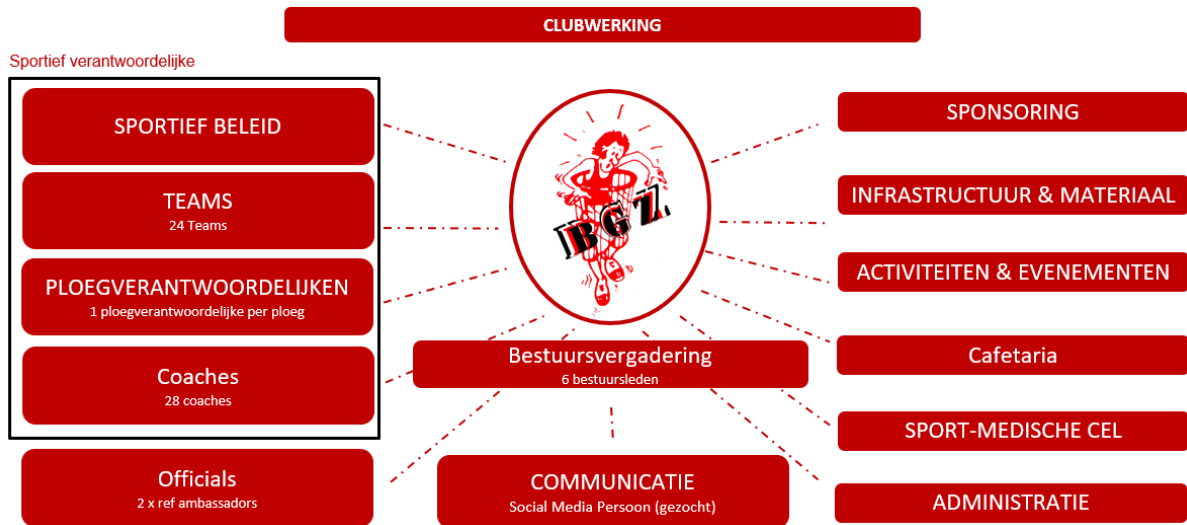 CLUBWERKING
Sportief verantwoordelijke
SPORTIEF BELEID
TEAMS
24 Teams
PLOEGVERANTWOORDELIJKEN
1 ploegverantwoordelijke per ploeg
Coaches
28 coaches
Officials
2 x ref ambassadors
BGZ
Bestuursvergadering
6 bestuursleden
COMMUNICATIE
Social Media Persoon (gezocht)
SPONSORING
INFRASTRUCTUUR & MATERIAAL
ACTIVITEITEN & EVENEMENTEN
Cafetaria
SPORT-MEDISCHE CEL
ADMINISTRATIE